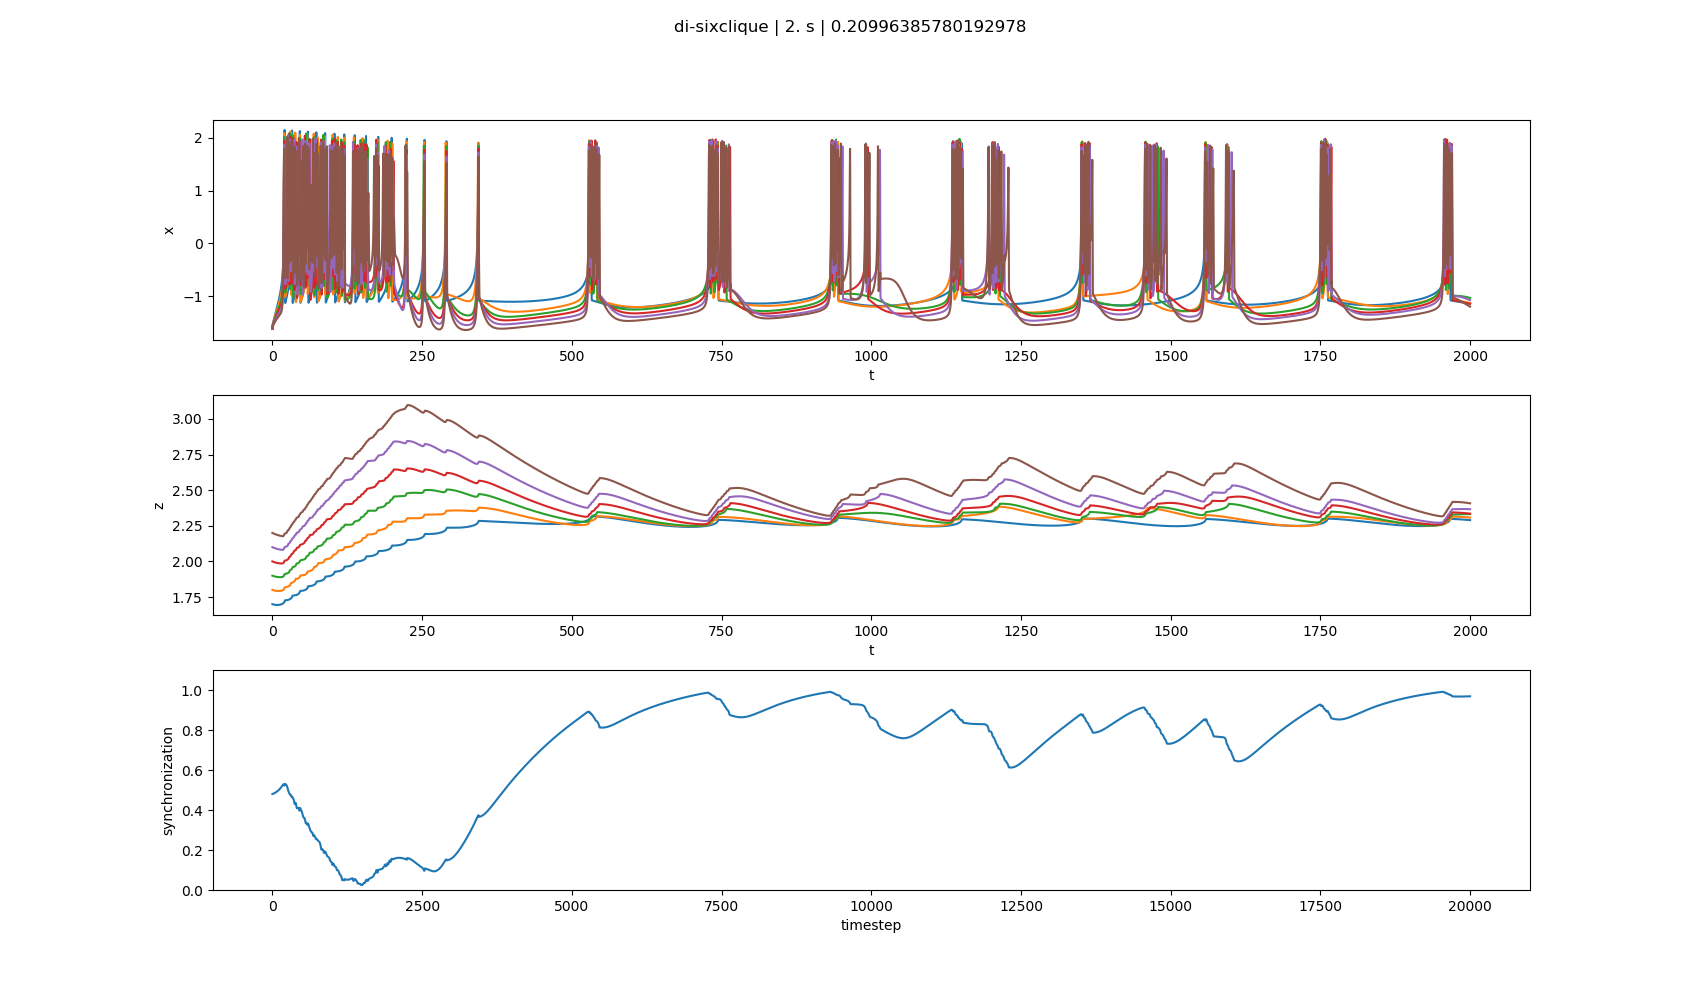 di-sixclique | 2. s | 0.20996385780192978
2
1
0
−1
x
0 250 500 750 1000 1250 1500 1750 2000
t
3.00
2.75
2.50
2.25
2.00
1.75
z
0 250 500 750 1000 1250 1500 1750 2000
t
1.0
0.8
0.6
0.4
0.2
0.0
synchronization
0 2500 5000 7500 10000 12500 15000 17500 20000
timestep